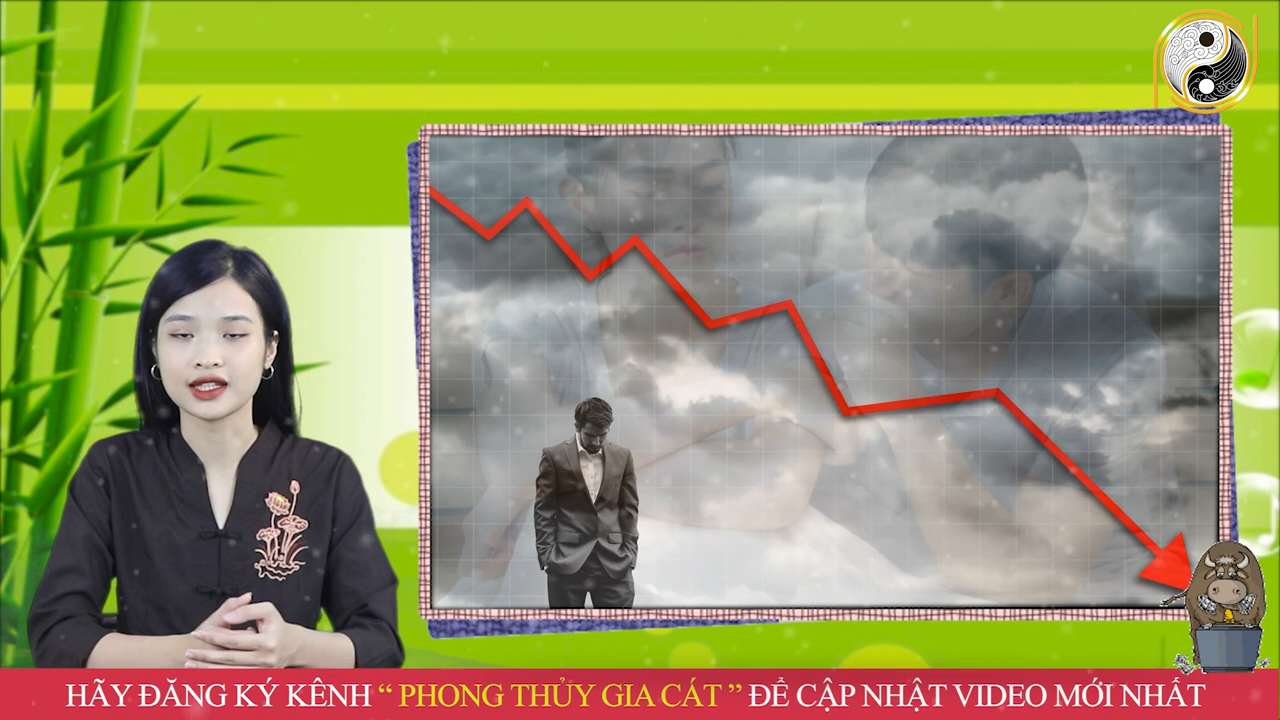 HÃY ĐĂNG KÝ KÊNH “ PHONG THỦY GIA CÁT ” ĐỂ CẬP NHẬT VIDEO MỚI NHẤT